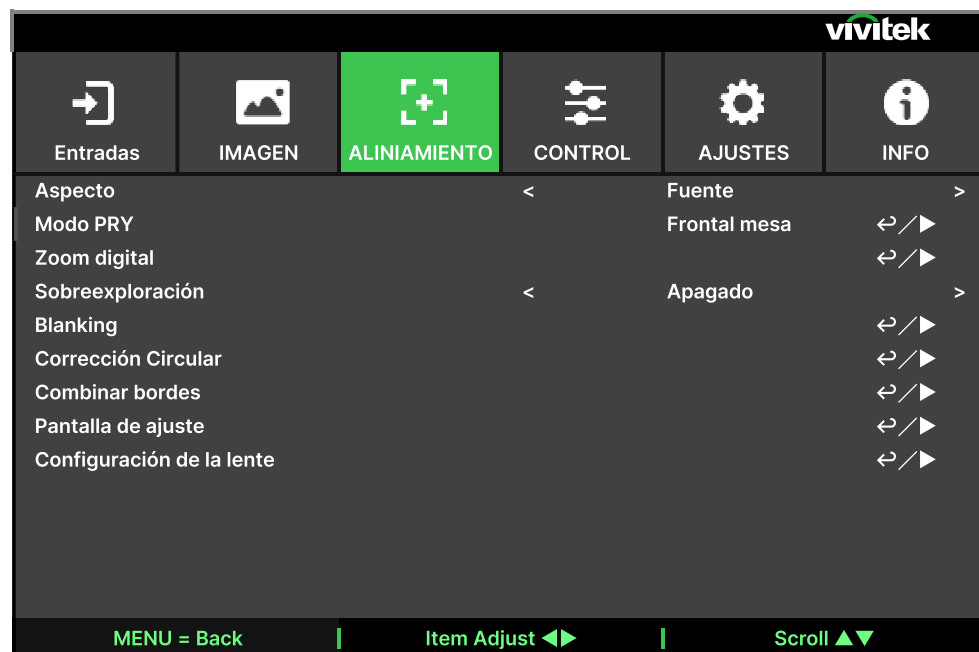 vivitek
Entradas IMAGEN ALINIAMIENTO CONTROL AJUSTES INFO
Aspecto < Fuente >
Modo PRY Frontal mesa ↩/▶
Zoom digital ↩/▶
Sobreexploración < Apagado >
Blanking ↩/▶
Corrección Circular ↩/▶
Combinar bordes ↩/▶
Pantalla de ajuste ↩/▶
Configuración de la lente ↩/▶
MENU = Back Item Adjust ◀▶ Scroll ▲▼